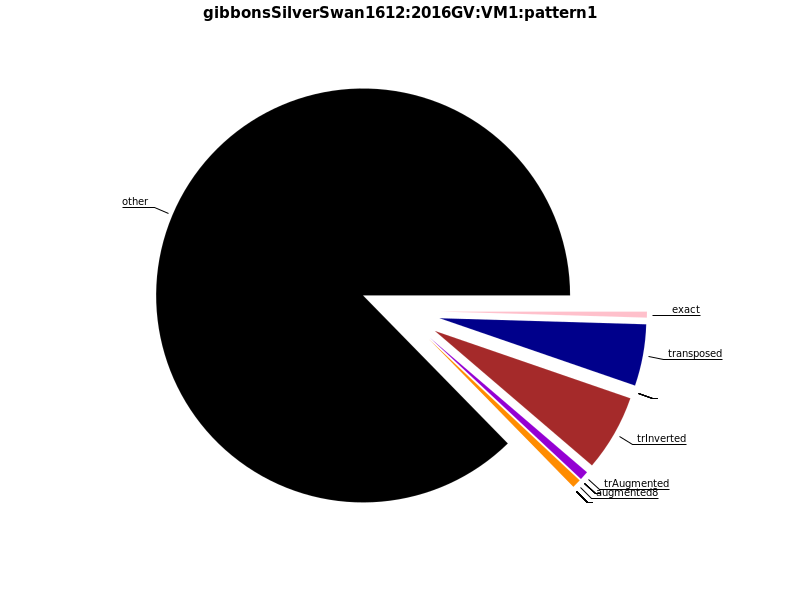 gibbonsSilverSwan1612:2016GV:VM1:pattern1
other
exact
transposed
trInverted
trAugmented
augmented8